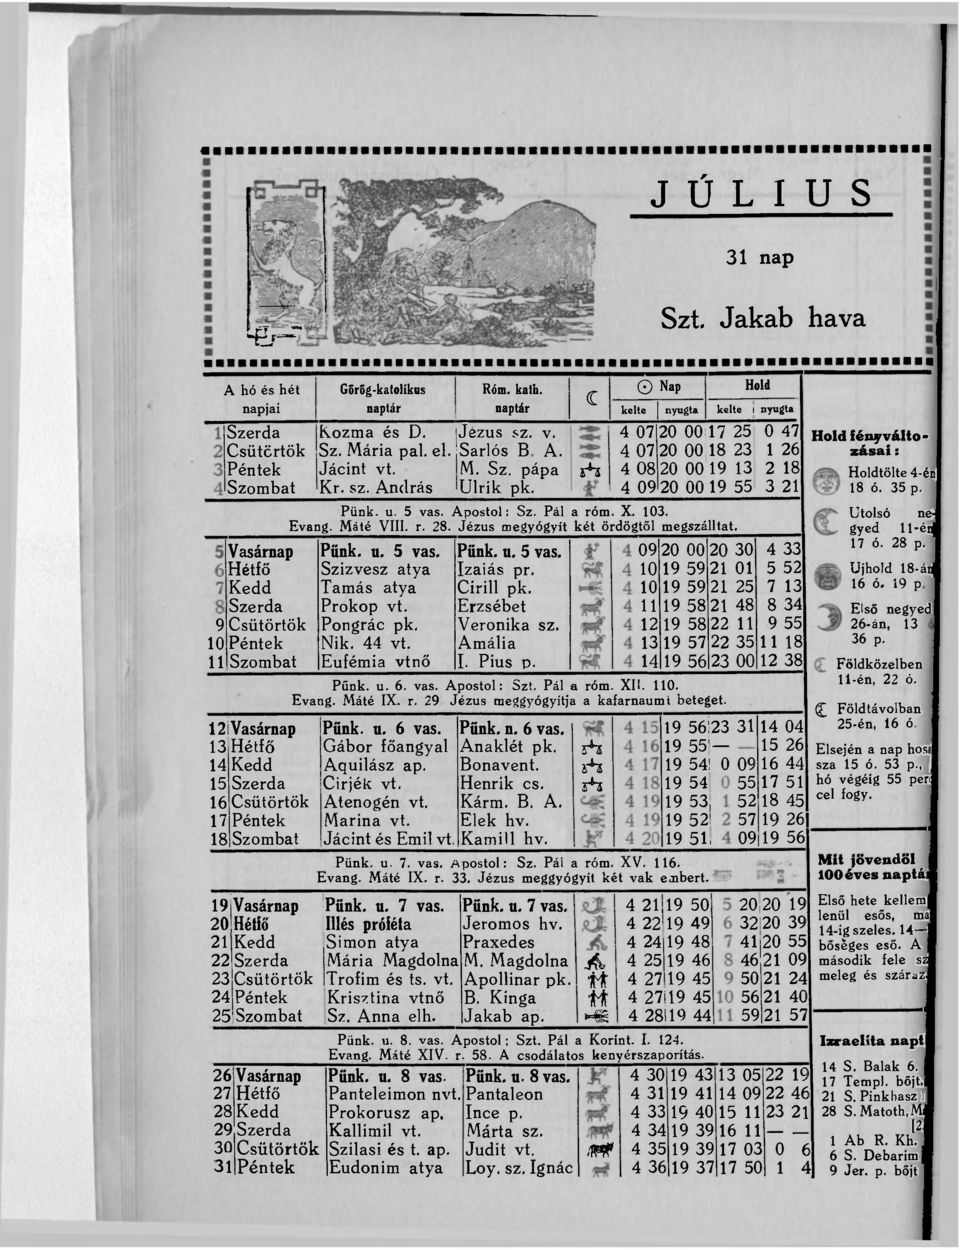 JÚLIUS
31 nap
Szt. Jakab hava
A hó és hét napjai | Görög-katolikus naptár | Róm. kath. naptár | ☾ | ☉ Nap kelte | nyugta | Hold kelte | nyugta
1 Szerda Kozma és D. Jézus sz. v. 4 07 20 00 17 25 0 47
2 Csütörtök Sz. Mária pal. el. Sarlós B. A. 4 07 20 00 18 23 1 26
3 Péntek Jácint vt. M. Sz. pápa 4 08 20 00 19 13 2 18
4 Szombat Kr. sz. András Ulrik pk. 4 09 20 00 19 55 3 21
Pünk. u. 5 vas. Apostol: Sz. Pál a róm. X. 103.
Evang. Máté VIII. r. 28. Jézus megyógyít két ördögtől megszálltat.
5 Vasárnap Pünk. u. 5 vas. Pünk. u. 5 vas. 4 09 20 00 20 30 4 33
6 Hétfő Szizvesz atya Izaiás pr. 4 10 19 59 21 01 5 52
7 Kedd Tamás atya Cirill pk. 4 10 19 59 21 25 7 13
8 Szerda Prokop vt. Erzsébet 4 11 19 58 21 48 8 34
9 Csütörtök Pongrác pk. Veronika sz. 4 12 19 58 22 11 9 55
10 Péntek Nik. 44 vt. Amália 4 13 19 57 22 35 11 18
11 Szombat Eufémia vtnő I. Pius p. 4 14 19 56 23 00 12 38
Pünk. u. 6. vas. Apostol: Szt. Pál a róm. XII. 110.
Evang. Máté IX. r. 29 Jézus meggyógyítja a kafarnaumi beteget.
12 Vasárnap Pünk. u. 6 vas. Pünk. n. 6 vas. 4 15 19 56 23 31 14 04
13 Hétfő Gábor főangyal Anaklét pk. 4 16 19 55 — — 15 26
14 Kedd Aquilász ap. Bonavent. 4 17 19 54 0 09 16 44
15 Szerda Cirjék vt. Henrik cs. 4 18 19 54 0 55 17 51
16 Csütörtök Atenogén vt. Kárm. B. A. 4 19 19 53 1 52 18 45
17 Péntek Marina vt. Elek hv. 4 19 19 52 2 57 19 26
18 Szombat Jácint és Emil vt. Kamill hv. 4 20 19 51 4 09 19 56
Pünk. u. 7. vas. Apostol: Sz. Pál a róm. XV. 116.
Evang. Máté IX. r. 33. Jézus meggyógyít két vak embert.
19 Vasárnap Pünk. u. 7 vas. Pünk. u. 7 vas. 4 21 19 50 5 20 20 19
20 Hétfő Illés próféta Jeromos hv. 4 22 19 49 6 32 20 39
21 Kedd Simon atya Praxedes 4 24 19 48 7 41 20 55
22 Szerda Mária Magdolna M. Magdolna 4 25 19 46 8 46 21 09
23 Csütörtök Trofim és ts. vt. Apollinar pk. 4 27 19 45 9 50 21 24
24 Péntek Krisztina vtnő B. Kinga 4 27 19 45 10 56 21 40
25 Szombat Sz. Anna elh. Jakab ap. 4 28 19 44 11 59 21 57
Pünk. u. 8. vas. Apostol: Szt. Pál a Korint. I. 124.
Evang. Máté XIV. r. 58. A csodálatos kenyérszaporítás.
26 Vasárnap Pünk. u. 8 vas. Pünk. u. 8 vas. 4 30 19 43 13 05 22 19
27 Hétfő Panteleimon nvt. Pantaleon 4 31 19 41 14 09 22 46
28 Kedd Prokorusz ap. Ince p. 4 33 19 40 15 11 23 21
29 Szerda Kallimil vt. Márta sz. 4 34 19 39 16 11 — —
30 Csütörtök Szilasi és t. ap. Judit vt. 4 35 19 39 17 03 0 6
31 Péntek Eudonim atya Loy. sz. Ignác 4 36 19 37 17 50 1 4
Hold fényválto-
zásai:
Holdtölte 4-én
18 ó. 35 p.
Utolsó ne-
gyed 11-én
17 ó. 28 p.
Ujhold 18-án
16 ó. 19 p.
Első negyed
26-án, 13
36 p.
Földközelben
11-én, 22 ó.
Földtávolban
25-én, 16 ó.
Elsején a nap
sza 15 ó. 53 p.,
hó végéig 55
cel fogy.
Mit jövendöl
100 éves
Első hete
lenül esős,
14-ig szeles. 14—
bőséges eső. A
második fele
meleg és száraz
Izraelita
14 S. Balak 6.
17 Templ. bőjt.
21 S. Pinkhasz
28 S. Matoth,
[2
1 Ab R. Kh.
6 S. Debarim
9 Jer. p. bőjt